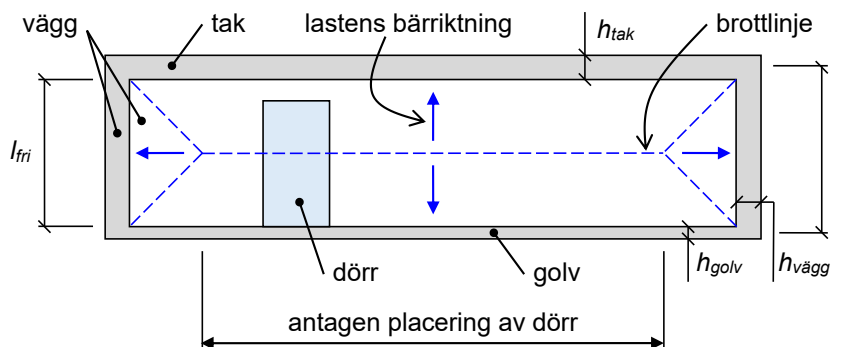 vägg
tak
lastens bärriktning
h_tak
brottlinje
l_fri
dörr
golv
h_golv
h_vägg
antagen placering av dörr